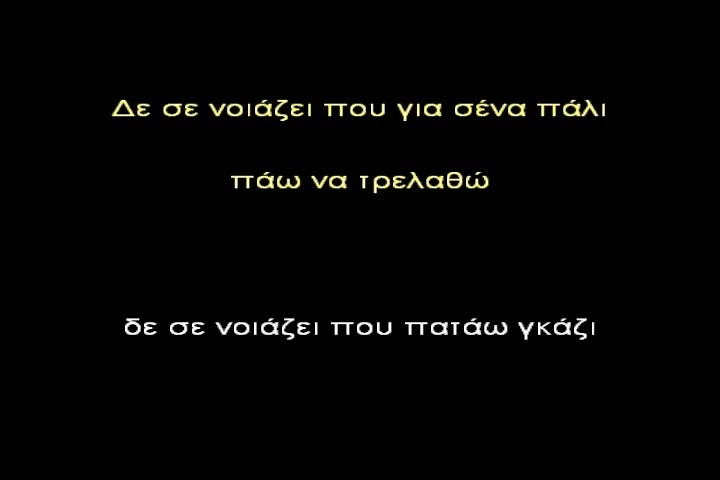 Δε σε νοιάζει που για σένα πάλι
πάω να τρελαθώ
δε σε νοιάζει που πατάω γκάζι